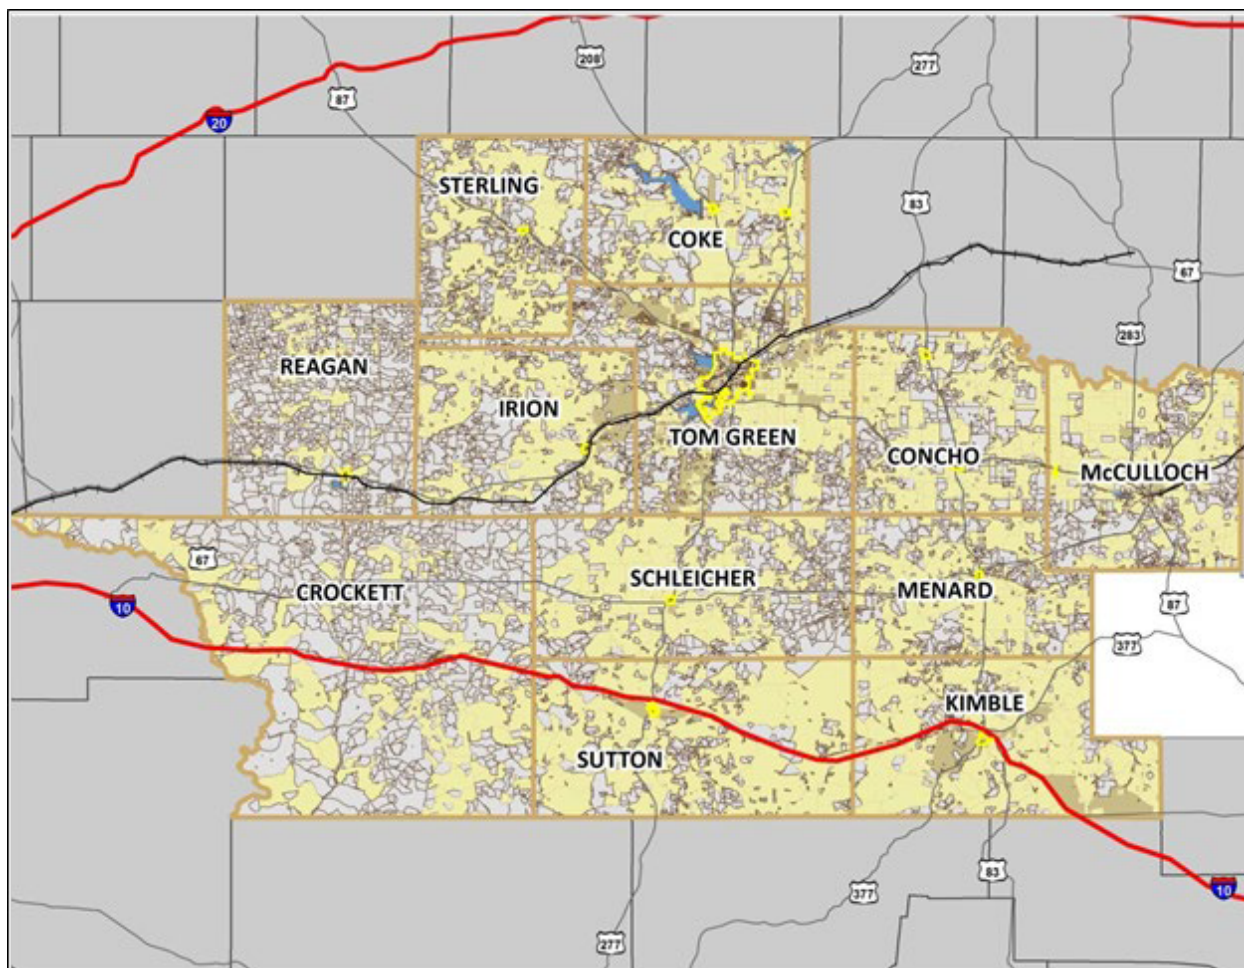 208
277
87
20
STERLING
83
COKE
67
283
REAGAN
IRION
TOM GREEN
CONCHO
McCULLOCH
67
SCHLEICHER
CROCKETT
MENARD
10
87
377
KIMBLE
SUTTON
83
377
10
277